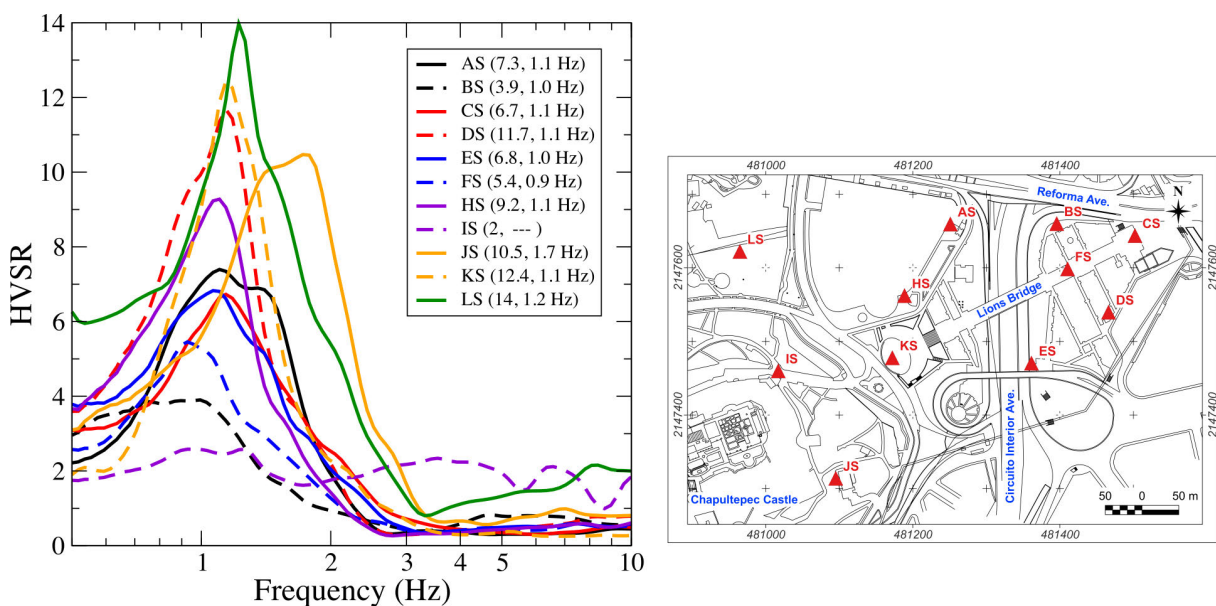 14
12
10
8
6
4
2
0
HVSR
1
2
3
4
5
10
Frequency (Hz)
AS (7.3, 1.1 Hz)
BS (3.9, 1.0 Hz)
CS (6.7, 1.1 Hz)
DS (11.7, 1.1 Hz)
ES (6.8, 1.0 Hz)
FS (5.4, 0.9 Hz)
HS (9.2, 1.1 Hz)
IS (2, --- )
JS (10.5, 1.7 Hz)
KS (12.4, 1.1 Hz)
LS (14, 1.2 Hz)
481000
481200
481400
Reforma Ave.
N
AS
BS
CS
LS
FS
2147600
2147600
HS
Lions Bridge
DS
KS
ES
IS
2147400
2147400
JS
Circuito Interior Ave.
Chapultepec Castle
50 0 50 m
481000
481200
481400